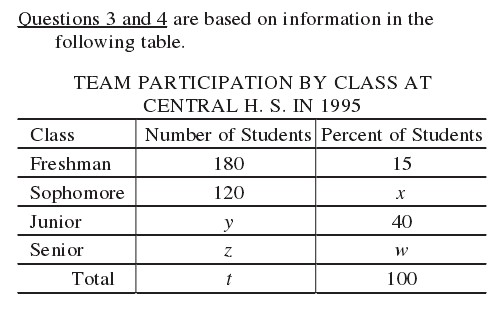 Questions 3 and 4 are based on information in the
following table.
TEAM PARTICIPATION BY CLASS AT
CENTRAL H. S. IN 1995
Class Number of Students Percent of Students
Freshman 180 15
Sophomore 120 x
Junior y 40
Senior z w
Total t 100